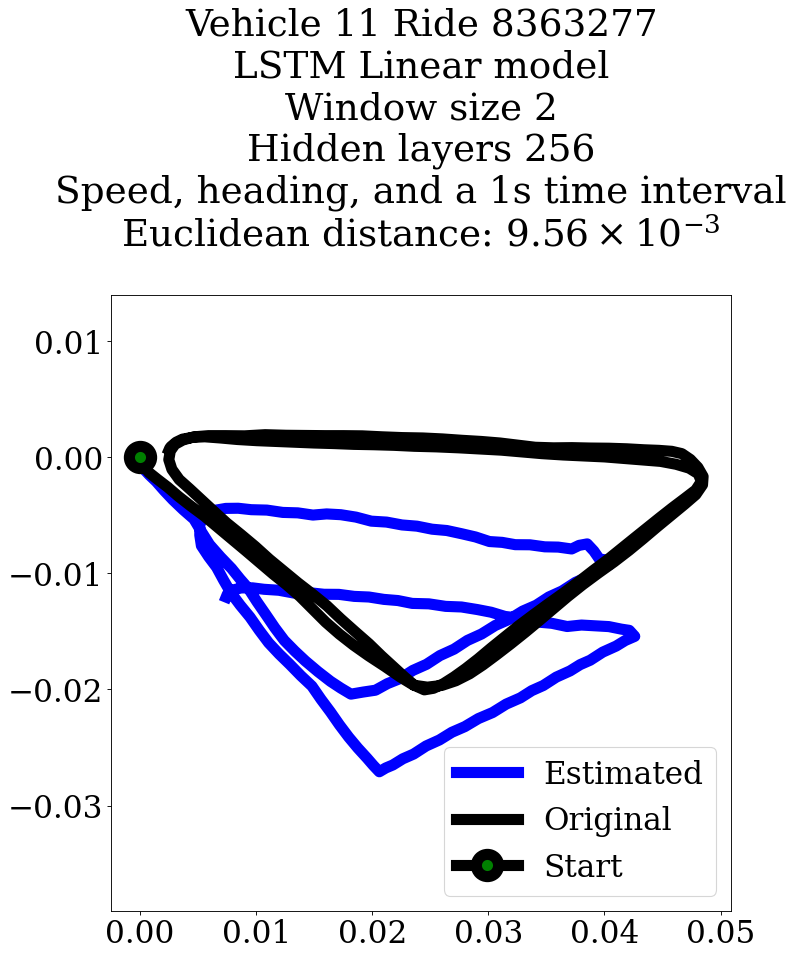 Vehicle 11 Ride 8363277
LSTM Linear model
Window size 2
Hidden layers 256
Speed, heading, and a 1s time interval
Euclidean distance: 9.56 × 10⁻³
0.01
0.00
−0.01
−0.02
−0.03
Estimated
Original
Start
0.00 0.01 0.02 0.03 0.04 0.05